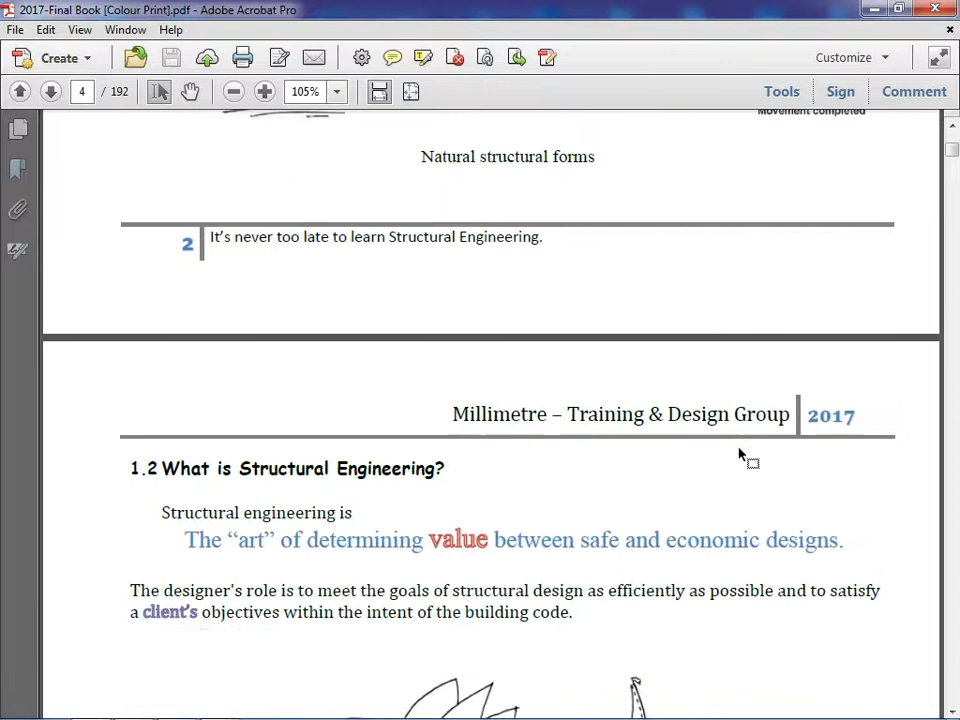 2017-Final Book [Colour Print].pdf - Adobe Acrobat Pro
File Edit View Window Help
Create Customize
4 / 192 105% Tools Sign Comment
Movement completed
Natural structural forms
2 It's never too late to learn Structural Engineering.
Millimetre – Training & Design Group 2017
1.2 What is Structural Engineering?
Structural engineering is
The “art” of determining value between safe and economic designs.
The designer's role is to meet the goals of structural design as efficiently as possible and to satisfy
a client's objectives within the intent of the building code.